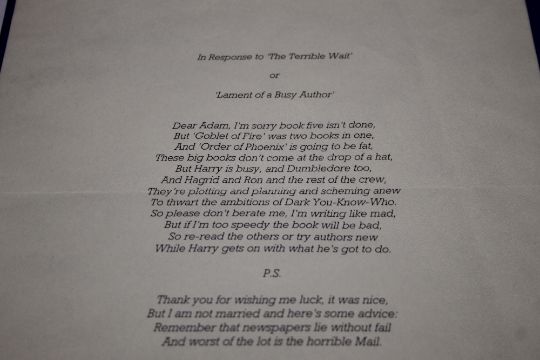 In Response to 'The Terrible Wait'
or
'Lament of a Busy Author'
Dear Adam, I'm sorry book five isn't done,
But 'Goblet of Fire' was two books in one,
And 'Order of Phoenix' is going to be fat,
These big books don't come at the drop of a hat,
But Harry is busy, and Dumbledore too,
And Hagrid and Ron and the rest of the crew,
They're plotting and planning and scheming anew
To thwart the ambitions of Dark You-Know-Who.
So please don't berate me, I'm writing like mad,
But if I'm too speedy the book will be bad,
So re-read the others or try authors new
While Harry gets on with what he's got to do.
P.S.
Thank you for wishing me luck, it was nice,
But I am not married and here's some advice:
Remember that newspapers lie without fail
And worst of the lot is the horrible Mail.